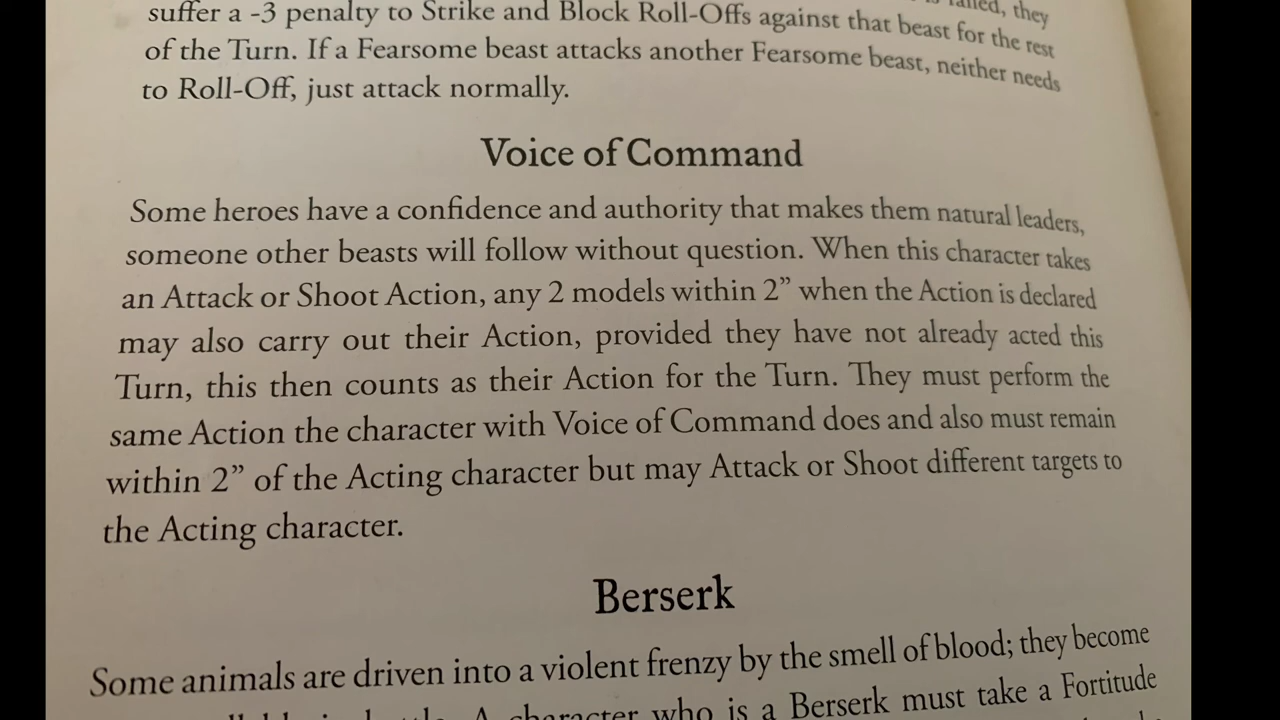 suffer a -3 penalty to Strike and Block Roll-Offs against that beast for the rest
is failed, they
of the Turn. If a Fearsome beast attacks another Fearsome beast, neither needs
to Roll-Off, just attack normally.
Voice of Command
Some heroes have a confidence and authority that makes them natural leaders,
someone other beasts will follow without question. When this character takes
an Attack or Shoot Action, any 2 models within 2” when the Action is declared
may also carry out their Action, provided they have not already acted this
Turn, this then counts as their Action for the Turn. They must perform the
same Action the character with Voice of Command does and also must remain
within 2” of the Acting character but may Attack or Shoot different targets to
the Acting character.
Berserk
Some animals are driven into a violent frenzy by the smell of blood; they become
A character who is a Berserk must take a Fortitude